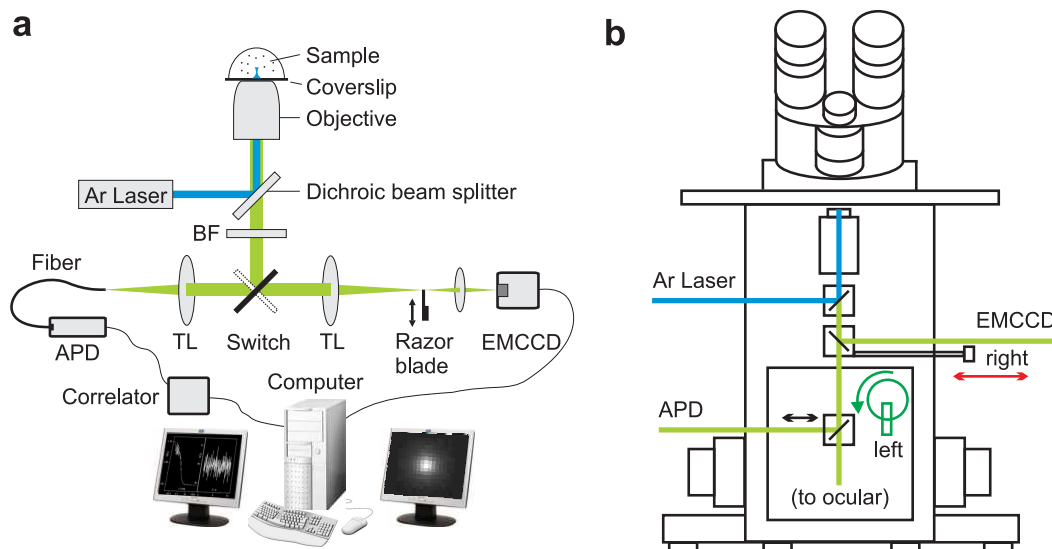 a
Sample
Coverslip
Objective
Ar Laser
Dichroic beam splitter
BF
Fiber
TL
Switch
TL
Razor
blade
EMCCD
APD
Correlator
Computer
b
Ar Laser
EMCCD
right
APD
left
(to ocular)